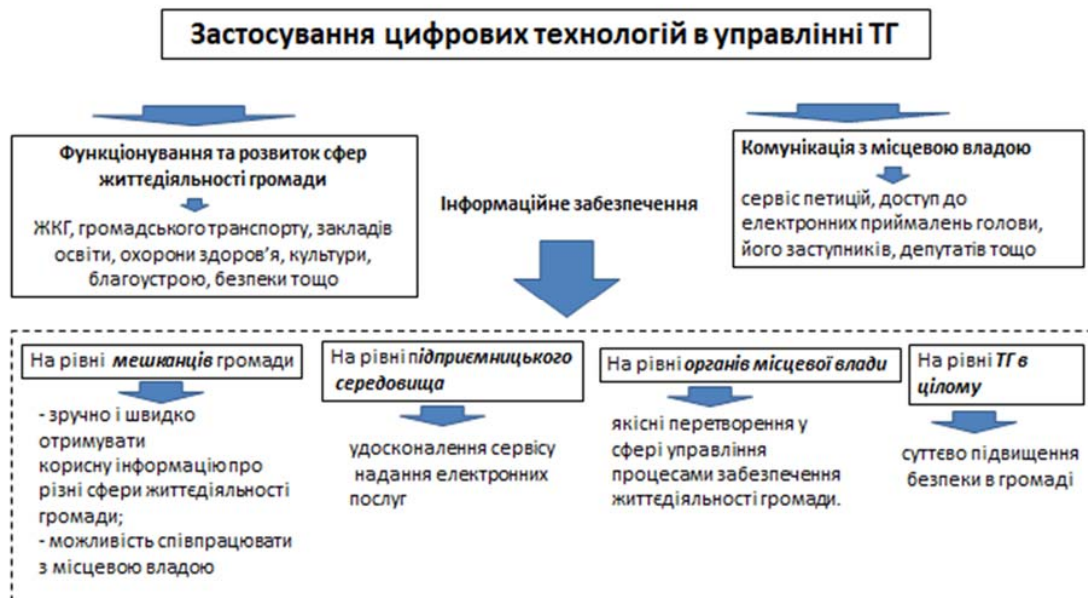 Застосування цифрових технологій в управлінні ТГ
Функціонування та розвиток сфер
життєдіяльності громади
ЖКГ, громадського транспорту, закладів
освіти, охорони здоров’я, культури,
благоустрою, безпеки тощо
Інформаційне забезпечення
Комунікація з місцевою владою
сервіс петицій, доступ до
електронних приймалень голови,
його заступників, депутатів тощо
На рівні мешканців громади
- зручно і швидко
отримувати
корисну інформацію про
різні сфери життєдіяльності
громади;
- можливість співпрацювати
з місцевою владою
На рівні підприємницького
середовища
удосконалення сервісу
надання електронних
послуг
На рівні органів місцевої влади
якісні перетворення у
сфері управління
процесами забезпечення
життєдіяльності громади.
На рівні ТГ в
цілому
суттєво підвищення
безпеки в громаді